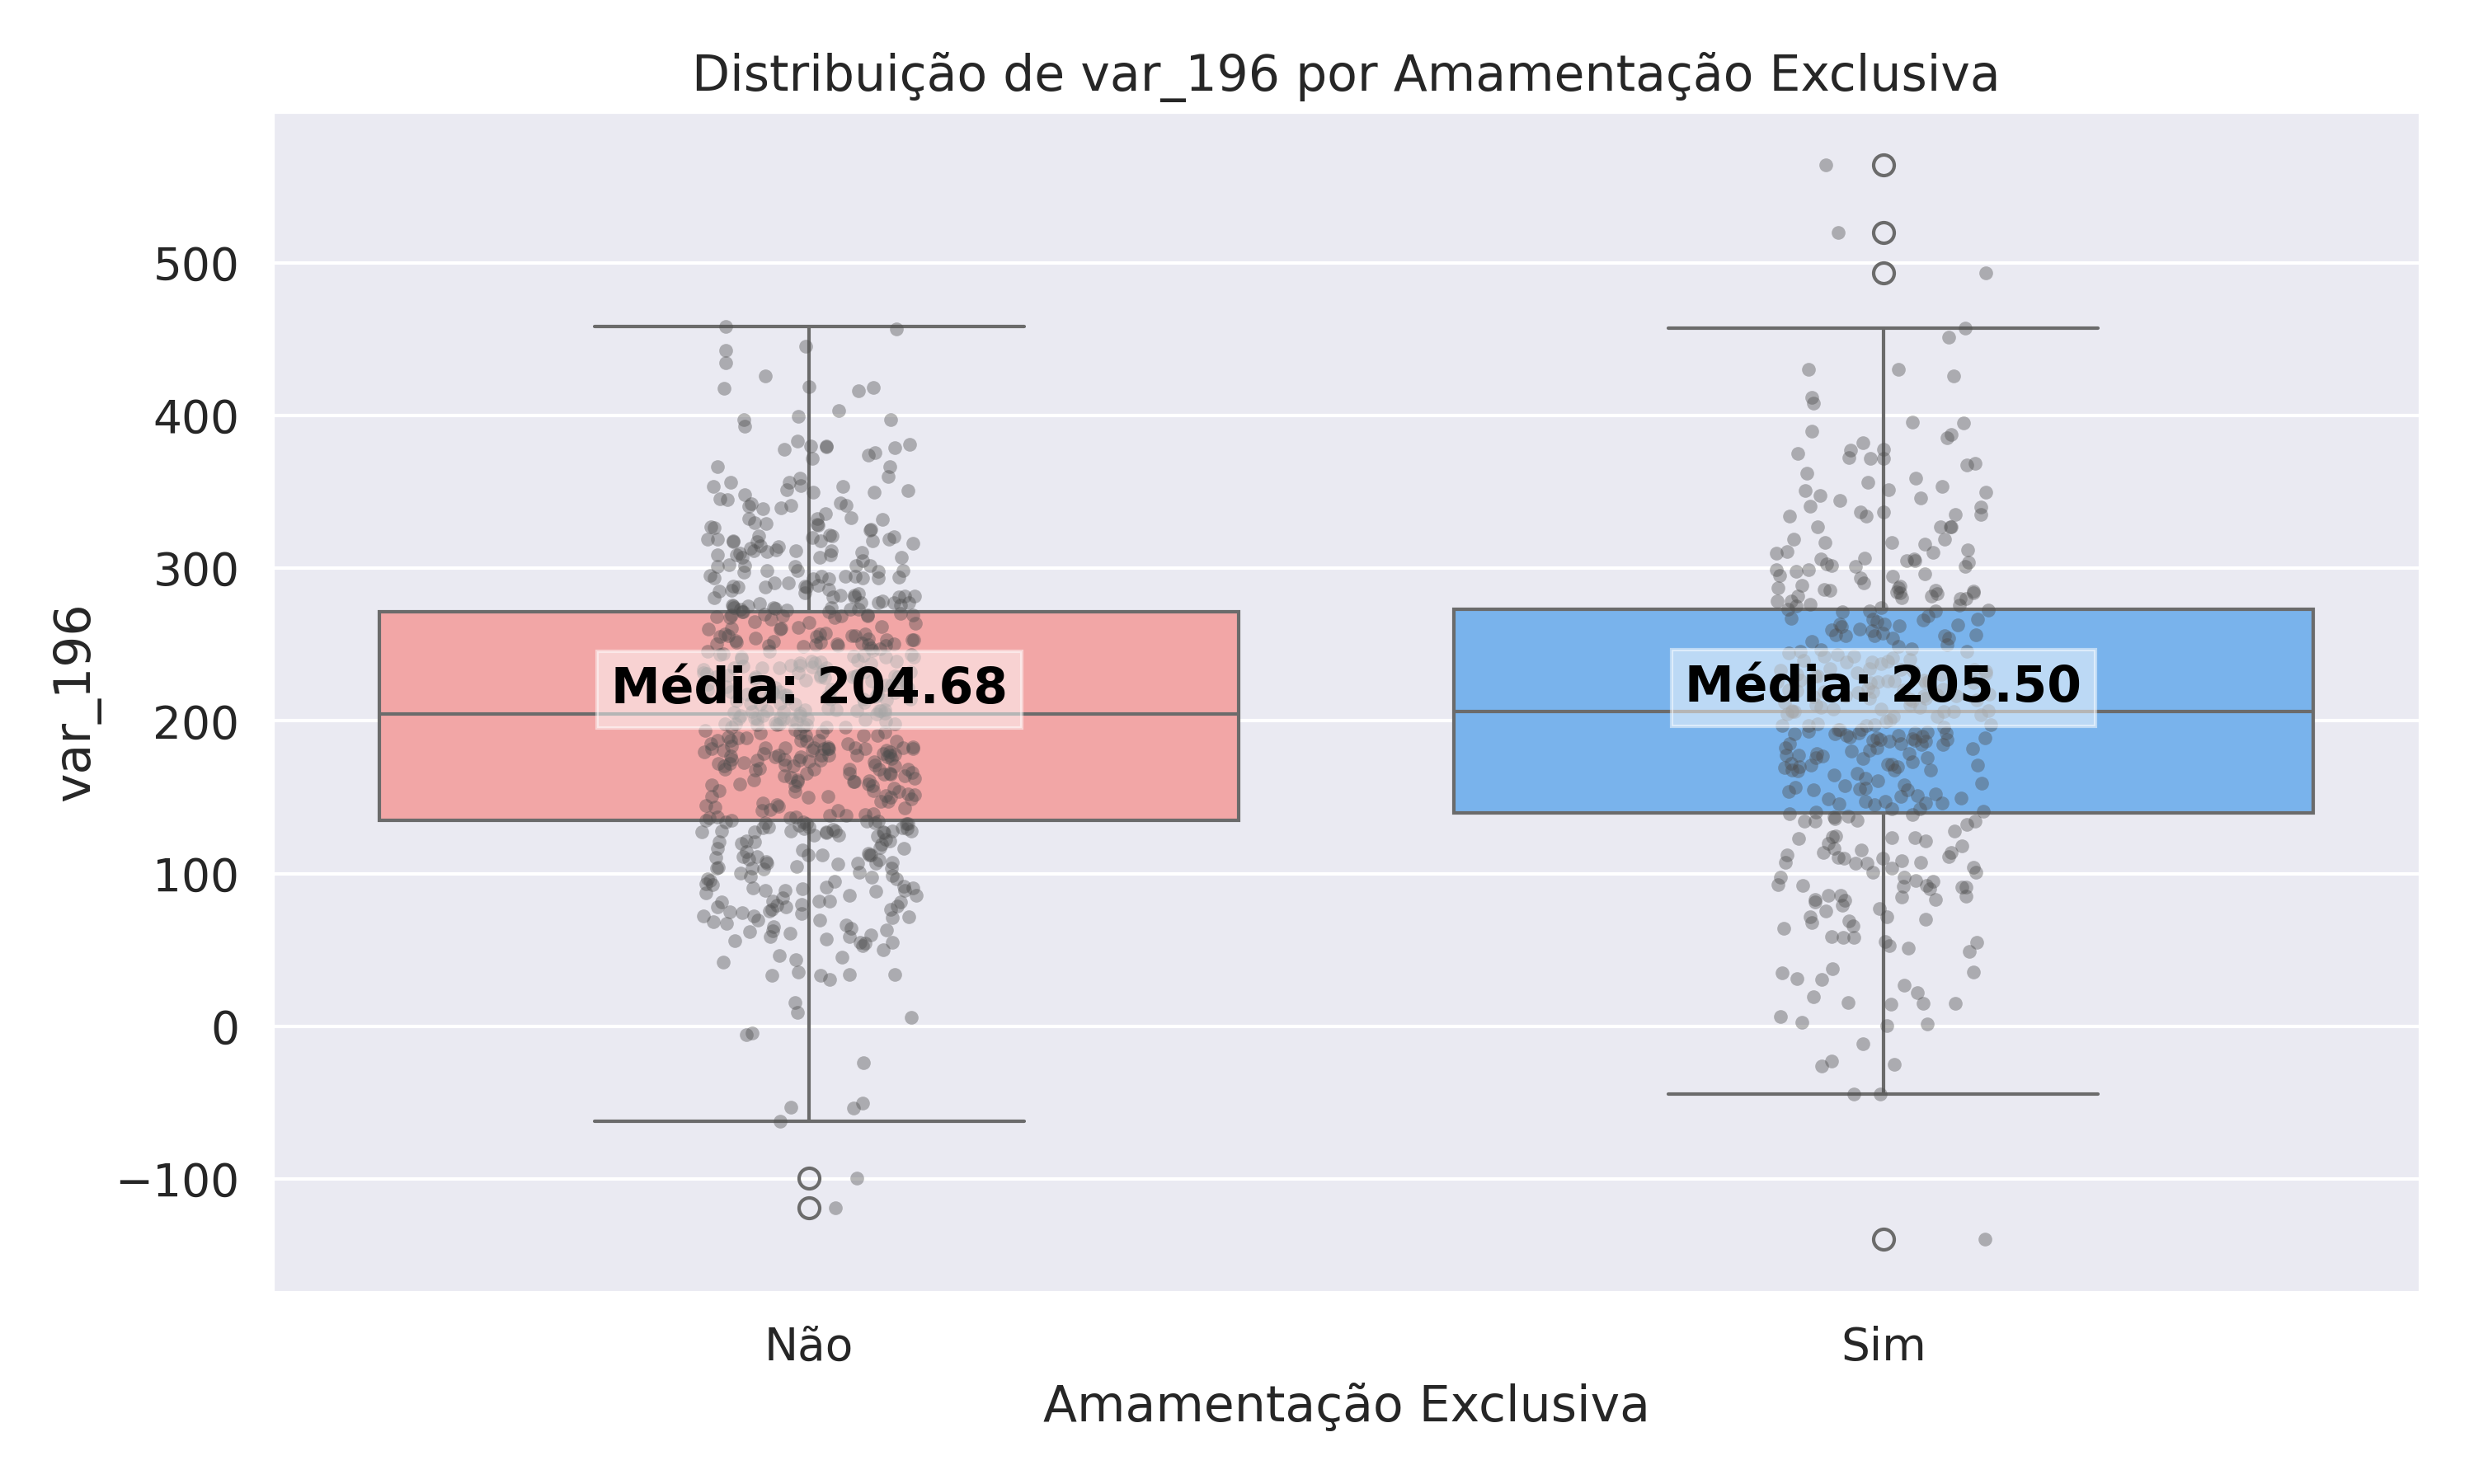 Distribuição de var_196 por Amamentação Exclusiva
var_196
500
400
300
200
100
0
−100
Média: 204.68
Média: 205.50
Não
Sim
Amamentação Exclusiva